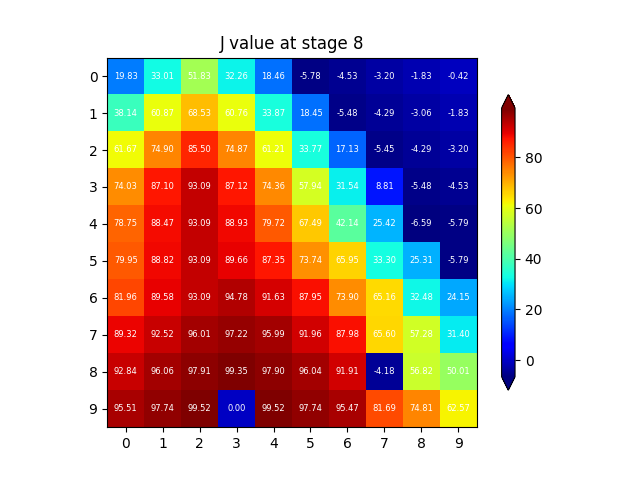 J value at stage 8
0 19.83 33.01 51.83 32.26 18.46 -5.78 -4.53 -3.20 -1.83 -0.42
1 38.14 60.87 68.53 60.76 33.87 18.45 -5.48 -4.29 -3.06 -1.83
2 61.67 74.90 85.50 74.87 61.21 33.77 17.13 -5.45 -4.29 -3.20
3 74.03 87.10 93.09 87.12 74.36 57.94 31.54 8.81 -5.48 -4.53
4 78.75 88.47 93.09 88.93 79.72 67.49 42.14 25.42 -6.59 -5.79
5 79.95 88.82 93.09 89.66 87.35 73.74 65.95 33.30 25.31 -5.79
6 81.96 89.58 93.09 94.78 91.63 87.95 73.90 65.16 32.48 24.15
7 89.32 92.52 96.01 97.22 95.99 91.96 87.98 65.60 57.28 31.40
8 92.84 96.06 97.91 99.35 97.90 96.04 91.91 -4.18 56.82 50.01
9 95.51 97.74 99.52 0.00 99.52 97.74 95.47 81.69 74.81 62.57
0 1 2 3 4 5 6 7 8 9
80
60
40
20
0